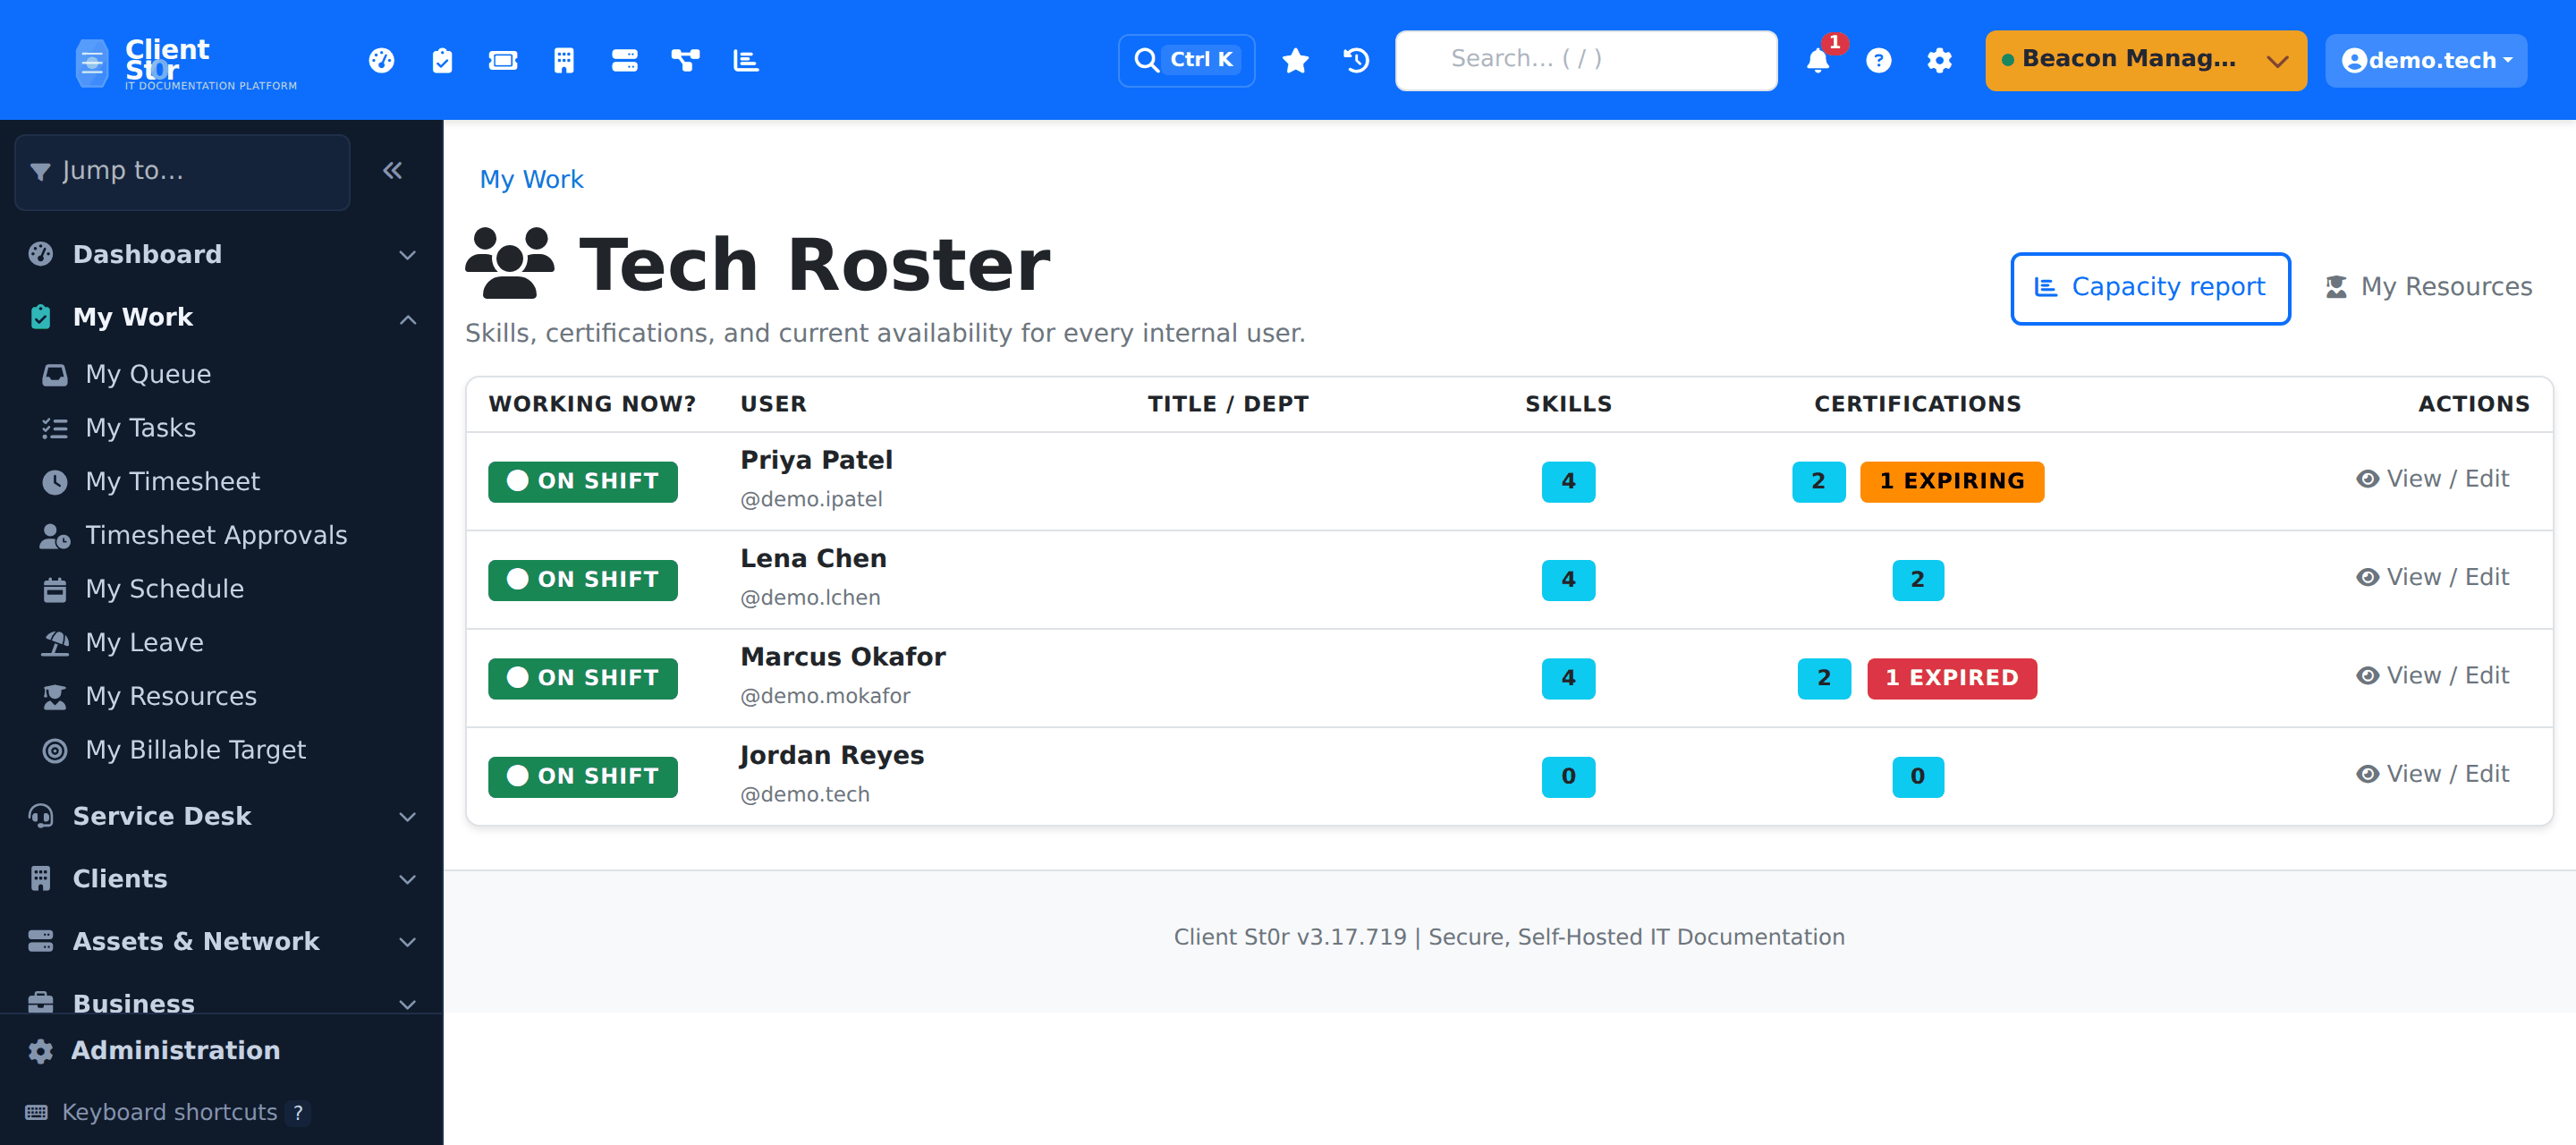 Client
St0r
IT DOCUMENTATION PLATFORM
Ctrl K
Search... ( / )
1
Beacon Manag...
demo.tech
Jump to...
Dashboard
My Work
My Queue
My Tasks
My Timesheet
Timesheet Approvals
My Schedule
My Leave
My Resources
My Billable Target
Service Desk
Clients
Assets & Network
Business
Administration
Keyboard shortcuts ?
My Work
Tech Roster
Skills, certifications, and current availability for every internal user.
Capacity report
My Resources
WORKING NOW? USER TITLE / DEPT SKILLS CERTIFICATIONS ACTIONS
ON SHIFT Priya Patel 4 2 1 EXPIRING View / Edit
@demo.ipatel
ON SHIFT Lena Chen 4 2 View / Edit
@demo.lchen
ON SHIFT Marcus Okafor 4 2 1 EXPIRED View / Edit
@demo.mokafor
ON SHIFT Jordan Reyes 0 0 View / Edit
@demo.tech
Client St0r v3.17.719 | Secure, Self-Hosted IT Documentation